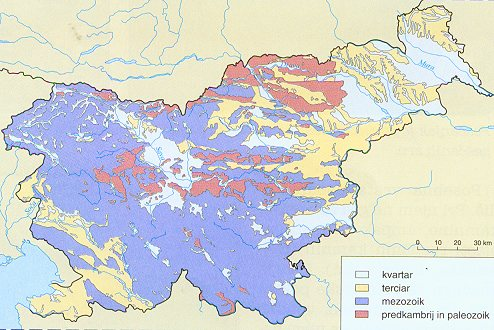 Mura
0 10 20 30 km
kvartar
terciar
mezozoik
predkambrij in paleozoik